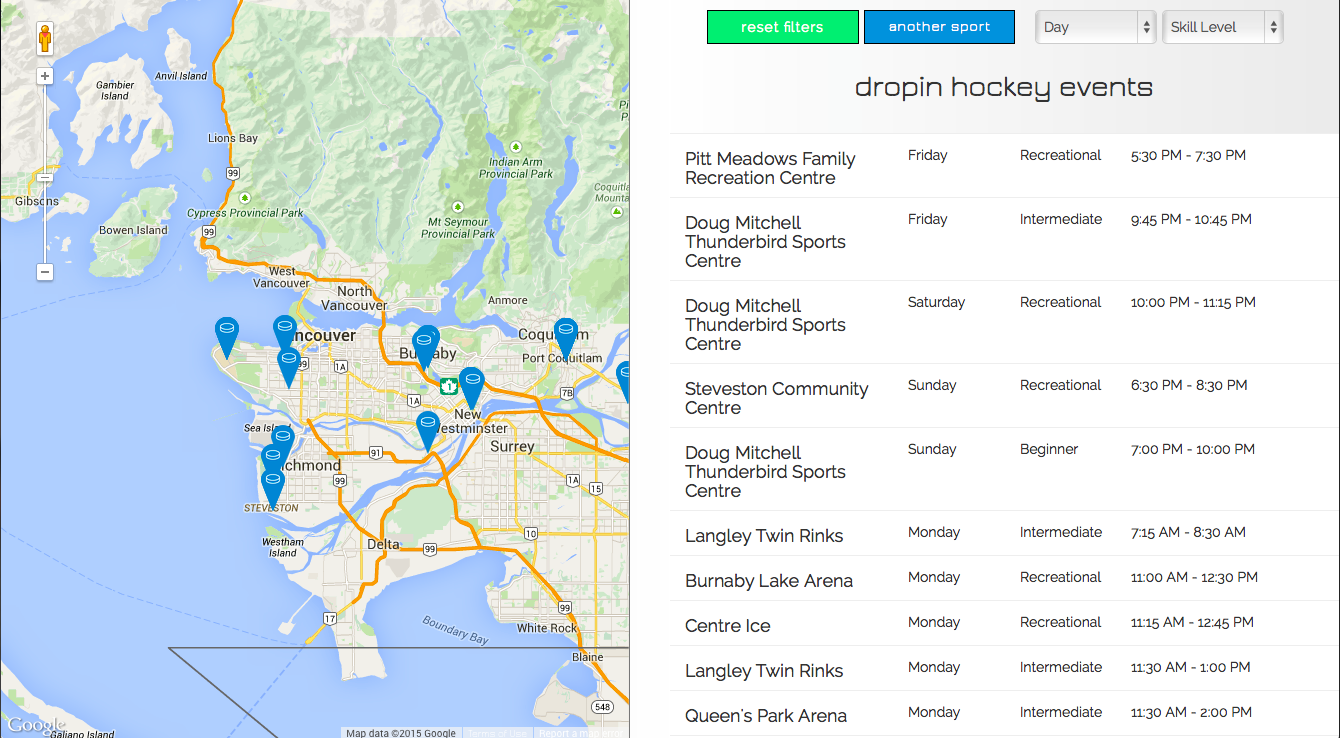 Anvil Island
Gambier
Island
Lions Bay
99
Indian Arm
Provincial Park
Gibsons
Cypress Provincial Park
Mt Seymour
Provincial Park
Bowen Island
99
West
Vancouver
North
Vancouver
Anmore
ncouver
1A
Port Coquitlam
1
7B
1A
New
estminster
Sea Island
Surrey
91
chmond
99
1A
15
STEVESTON
10
Westham
Island
Delta
99
99
17
Boundary Bay
White Rock
Blaine
548
Google
Galiano Island
Map data ©2015 Google
Terms of Use
Report a map error
reset filters
another sport
Day
Skill Level
dropin hockey events
Pitt Meadows Family
Recreation Centre
Friday
Recreational
5:30 PM - 7:30 PM
Doug Mitchell
Thunderbird Sports
Centre
Friday
Intermediate
9:45 PM - 10:45 PM
Doug Mitchell
Thunderbird Sports
Centre
Saturday
Recreational
10:00 PM - 11:15 PM
Steveston Community
Centre
Sunday
Recreational
6:30 PM - 8:30 PM
Doug Mitchell
Thunderbird Sports
Centre
Sunday
Beginner
7:00 PM - 10:00 PM
Langley Twin Rinks
Monday
Intermediate
7:15 AM - 8:30 AM
Burnaby Lake Arena
Monday
Recreational
11:00 AM - 12:30 PM
Centre Ice
Monday
Recreational
11:15 AM - 12:45 PM
Langley Twin Rinks
Monday
Intermediate
11:30 AM - 1:00 PM
Queen's Park Arena
Monday
Intermediate
11:30 AM - 2:00 PM